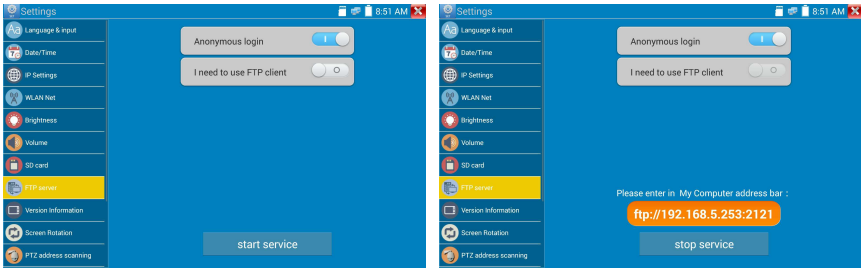 Settings
8:51 AM
Language & input
Date/Time
IP Settings
WLAN Net
Brightness
Volume
SD card
FTP server
Version Information
Screen Rotation
PTZ address scanning
Anonymous login
I need to use FTP client
start service
Settings
8:51 AM
Language & input
Date/Time
IP Settings
WLAN Net
Brightness
Volume
SD card
FTP server
Version Information
Screen Rotation
PTZ address scanning
Anonymous login
I need to use FTP client
Please enter in My Computer address bar :
ftp://192.168.5.253:2121
stop service